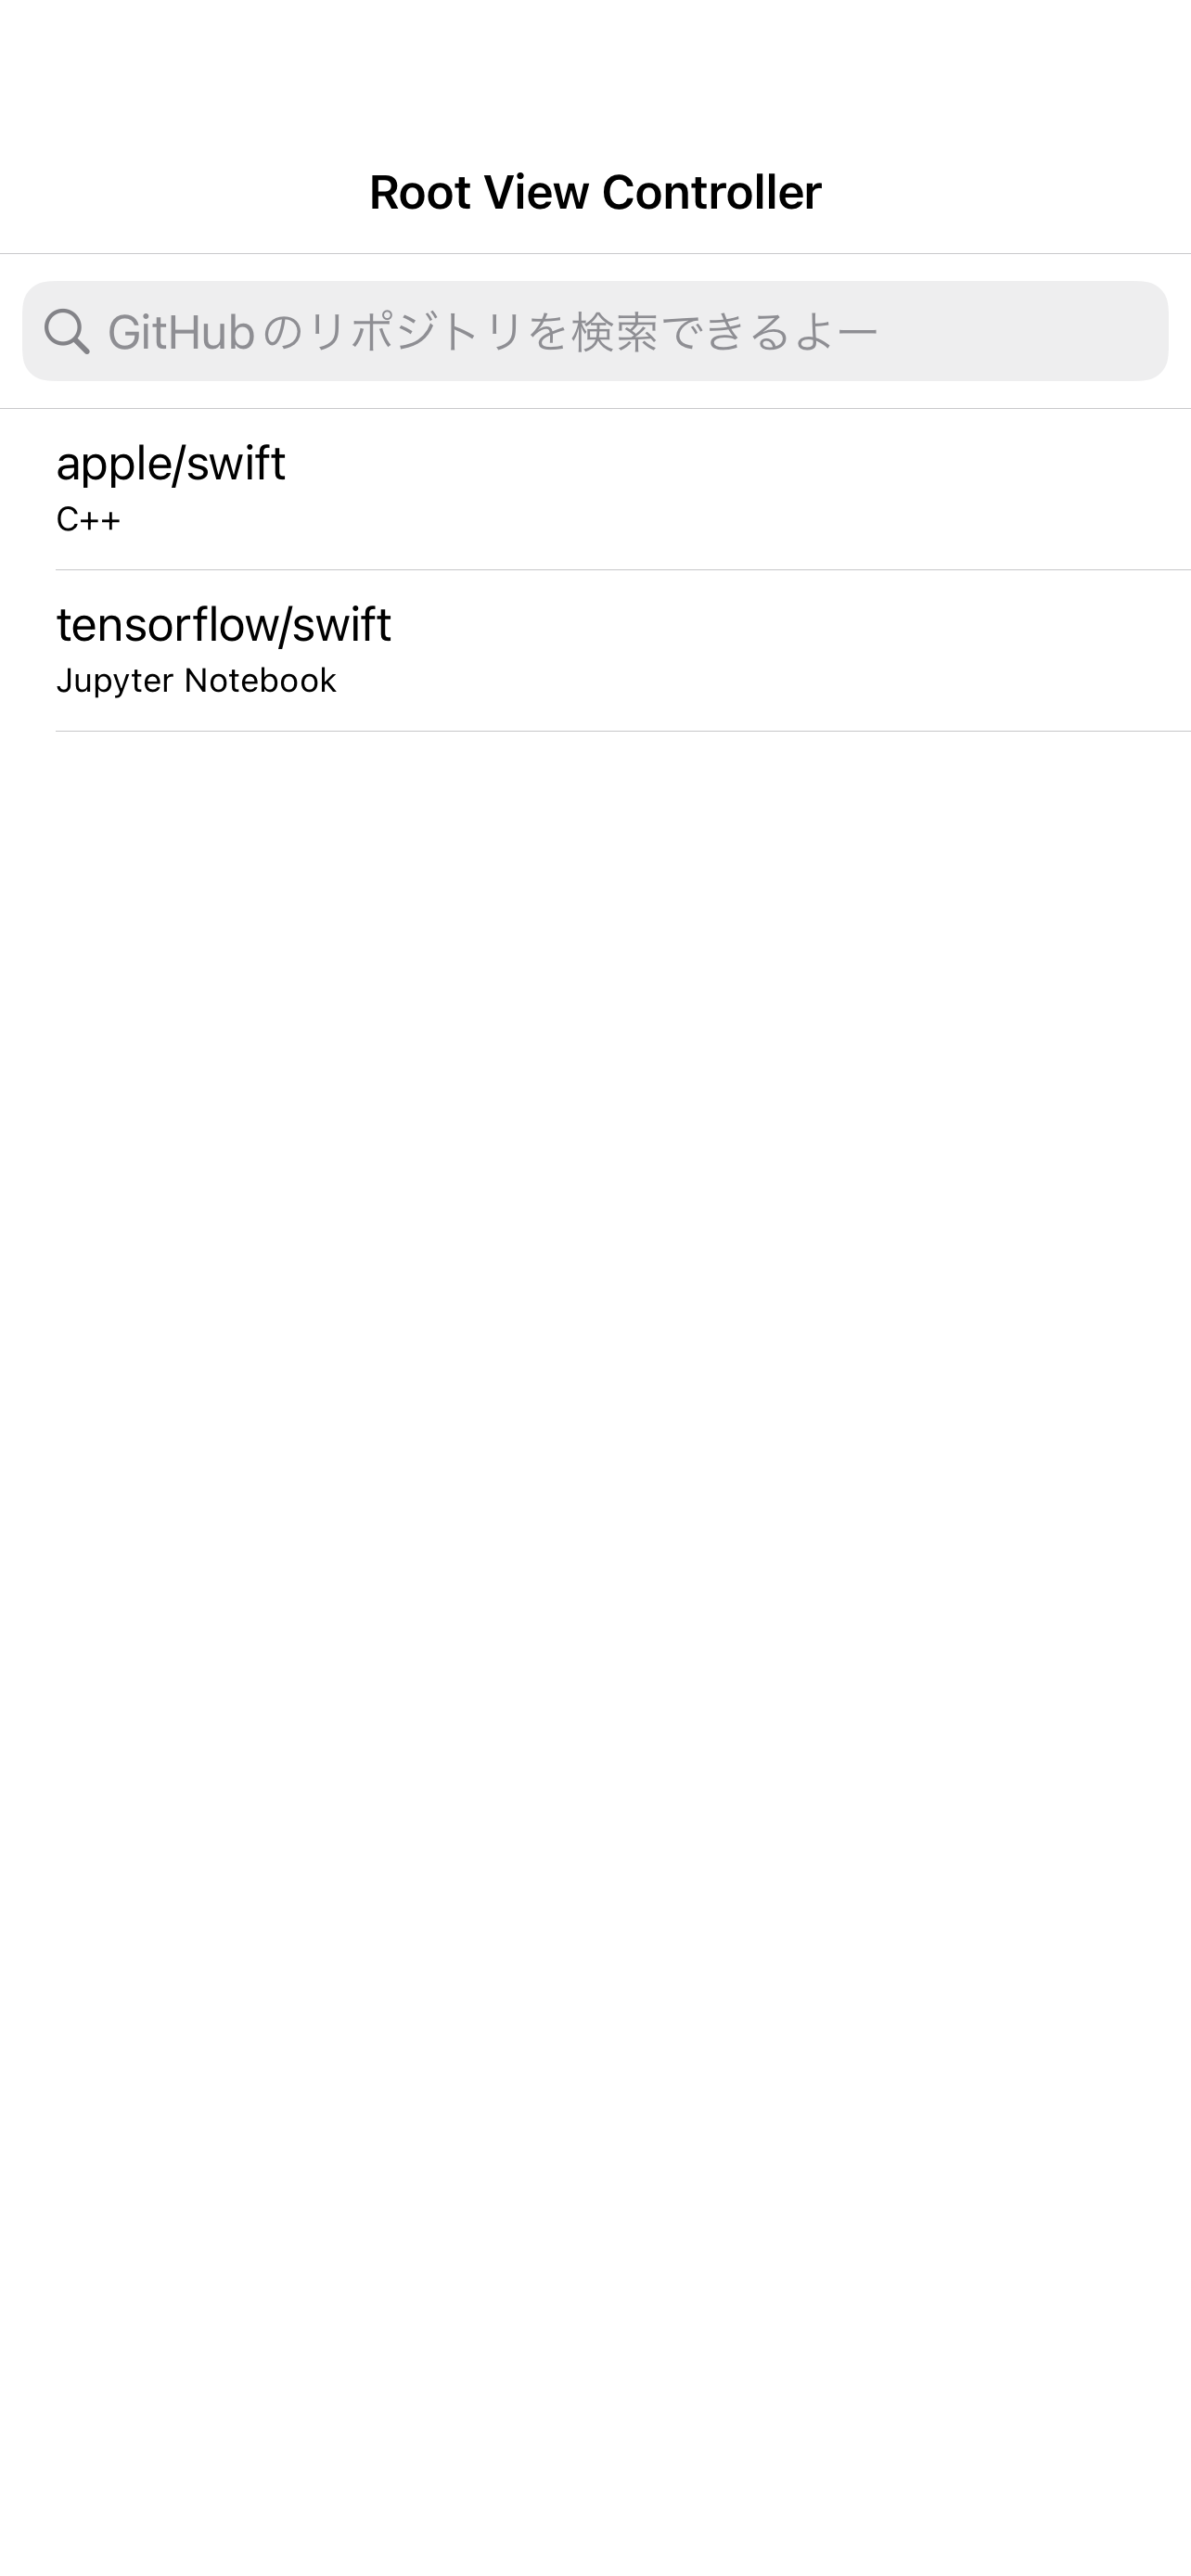 Root View Controller
GitHubのリポジトリを検索できるよー
apple/swift
C++
tensorflow/swift
Jupyter Notebook